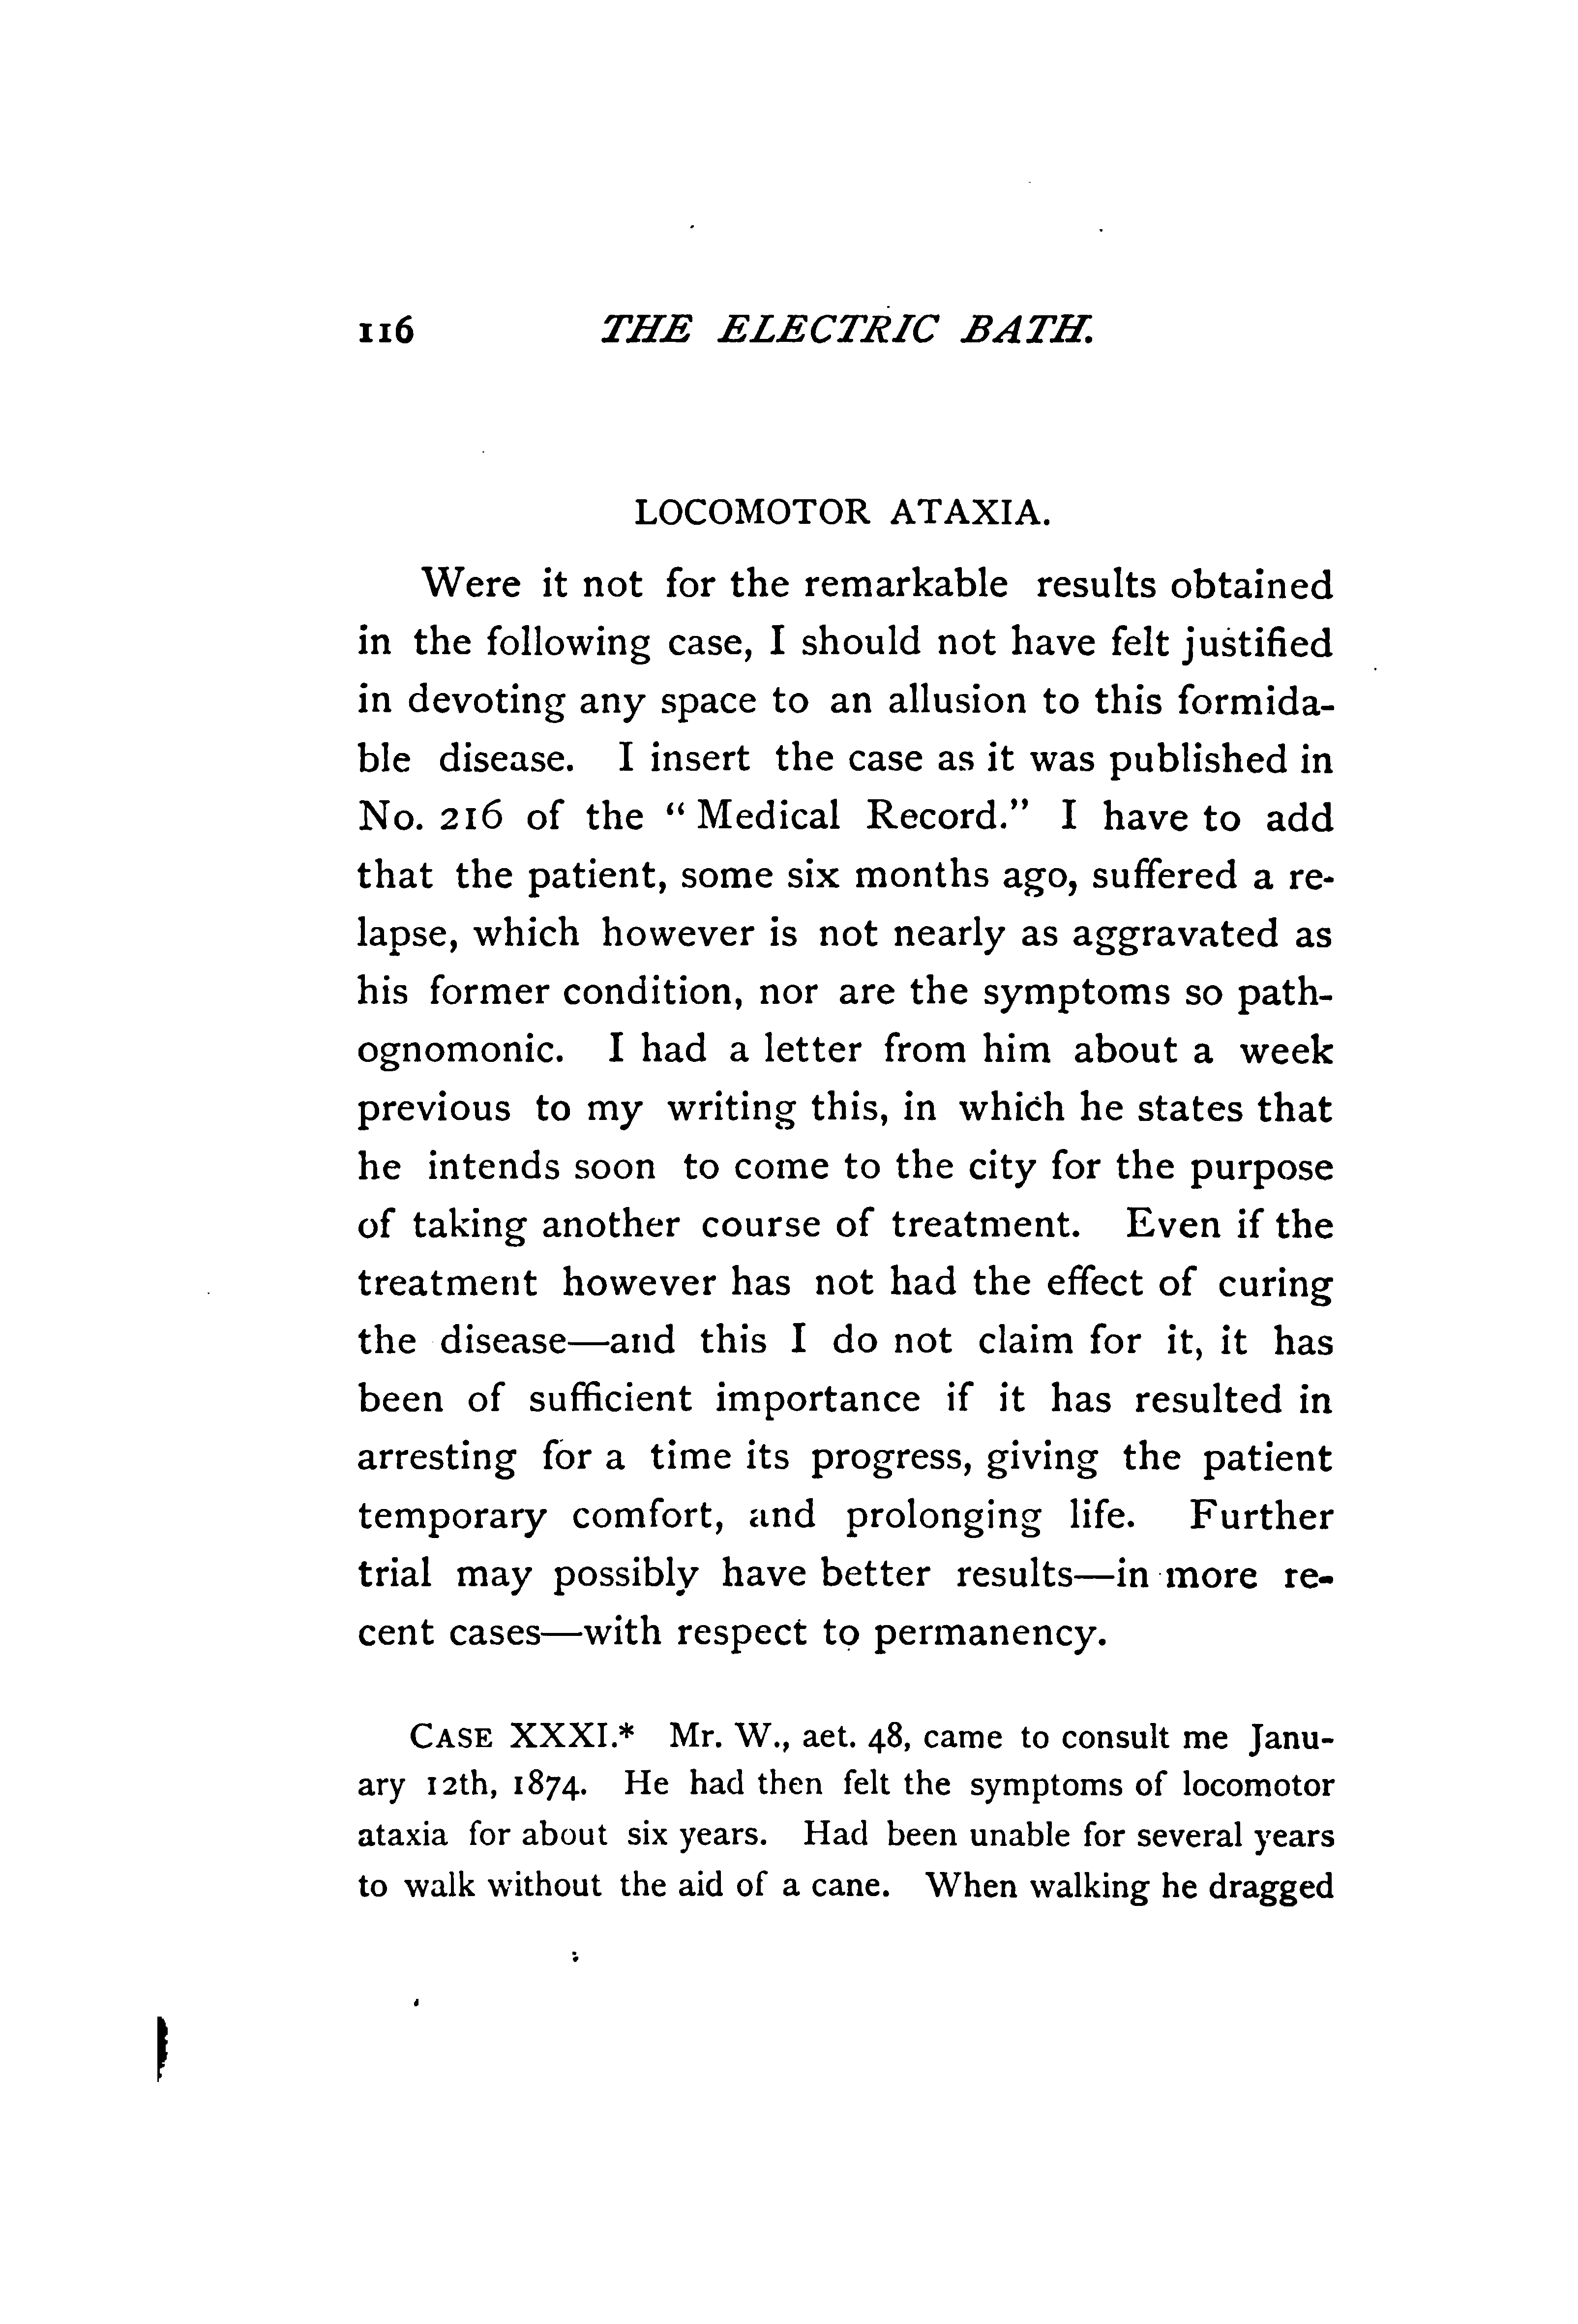 116 THE ELECTRIC BATH.
LOCOMOTOR ATAXIA.
Were it not for the remarkable results obtained
in the following case, I should not have felt justified
in devoting any space to an allusion to this formida-
ble disease. I insert the case as it was published in
No. 216 of the “Medical Record.” I have to add
that the patient, some six months ago, suffered a re-
lapse, which however is not nearly as aggravated as
his former condition, nor are the symptoms so path-
ognomonic. I had a letter from him about a week
previous to my writing this, in which he states that
he intends soon to come to the city for the purpose
of taking another course of treatment. Even if the
treatment however has not had the effect of curing
the disease—and this I do not claim for it, it has
been of sufficient importance if it has resulted in
arresting for a time its progress, giving the patient
temporary comfort, and prolonging life. Further
trial may possibly have better results—in more re-
cent cases—with respect to permanency.
CASE XXXI.* Mr. W., aet. 48, came to consult me Janu-
ary 12th, 1874. He had then felt the symptoms of locomotor
ataxia for about six years. Had been unable for several years
to walk without the aid of a cane. When walking he dragged